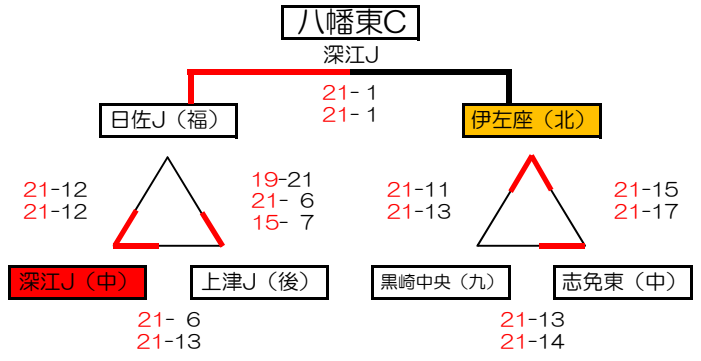 八幡東C
深江J
21- 1
21- 1
日佐J（福）
伊左座（北）
21-12
21-12
19-21
21- 6
15- 7
21-11
21-13
21-15
21-17
深江J（中）
上津J（後）
黒崎中央（九）
志免東（中）
21- 6
21-13
21-13
21-14